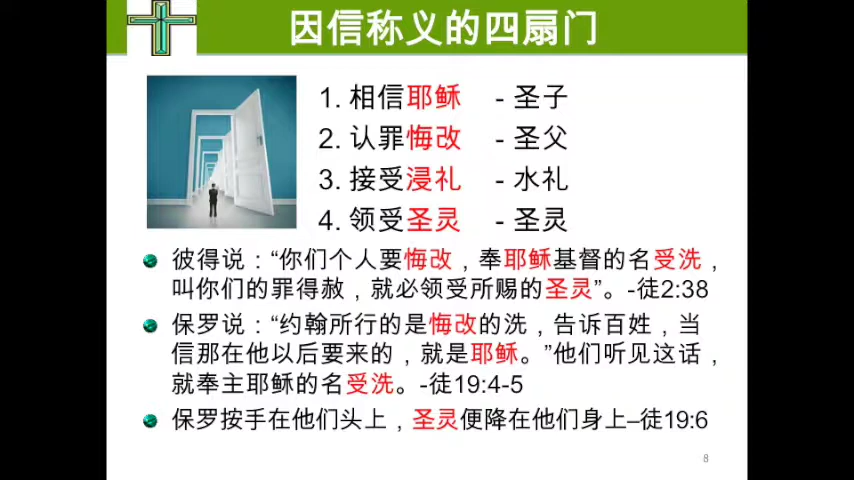 因信称义的四扇门
1. 相信耶稣 - 圣子
2. 认罪悔改 - 圣父
3. 接受浸礼 - 水礼
4. 领受圣灵 - 圣灵
彼得说：“你们个人要悔改，奉耶稣基督的名受洗，
叫你们的罪得赦，就必领受所赐的圣灵”。-徒2:38
保罗说：“约翰所行的是悔改的洗，告诉百姓，当
信那在他以后要来的，就是耶稣。”他们听见这话，
就奉主耶稣的名受洗。-徒19:4-5
保罗按手在他们头上，圣灵便降在他们身上–徒19:6
8